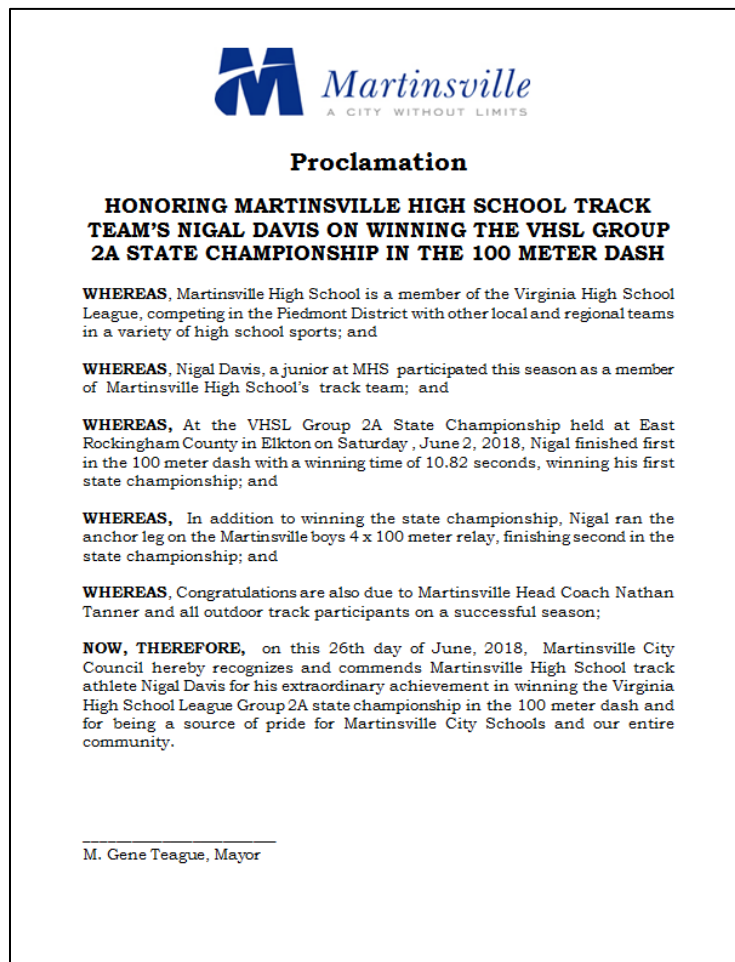 Martinsville
A CITY WITHOUT LIMITS
Proclamation
HONORING MARTINSVILLE HIGH SCHOOL TRACK
TEAM'S NIGAL DAVIS ON WINNING THE VHSL GROUP
2A STATE CHAMPIONSHIP IN THE 100 METER DASH
WHEREAS, Martinsville High School is a member of the Virginia High School
League, competing in the Piedmont District with other local and regional teams
in a variety of high school sports; and
WHEREAS, Nigal Davis, a junior at MHS participated this season as a member
of Martinsville High School's track team; and
WHEREAS, At the VHSL Group 2A State Championship held at East
Rockingham County in Elkton on Saturday , June 2, 2018, Nigal finished first
in the 100 meter dash with a winning time of 10.82 seconds, winning his first
state championship; and
WHEREAS, In addition to winning the state championship, Nigal ran the
anchor leg on the Martinsville boys 4 x 100 meter relay, finishing second in the
state championship; and
WHEREAS, Congratulations are also due to Martinsville Head Coach Nathan
Tanner and all outdoor track participants on a successful season;
NOW, THEREFORE, on this 26th day of June, 2018, Martinsville City
Council hereby recognizes and commends Martinsville High School track
athlete Nigal Davis for his extraordinary achievement in winning the Virginia
High School League Group 2A state championship in the 100 meter dash and
for being a source of pride for Martinsville City Schools and our entire
community.
M. Gene Teague, Mayor